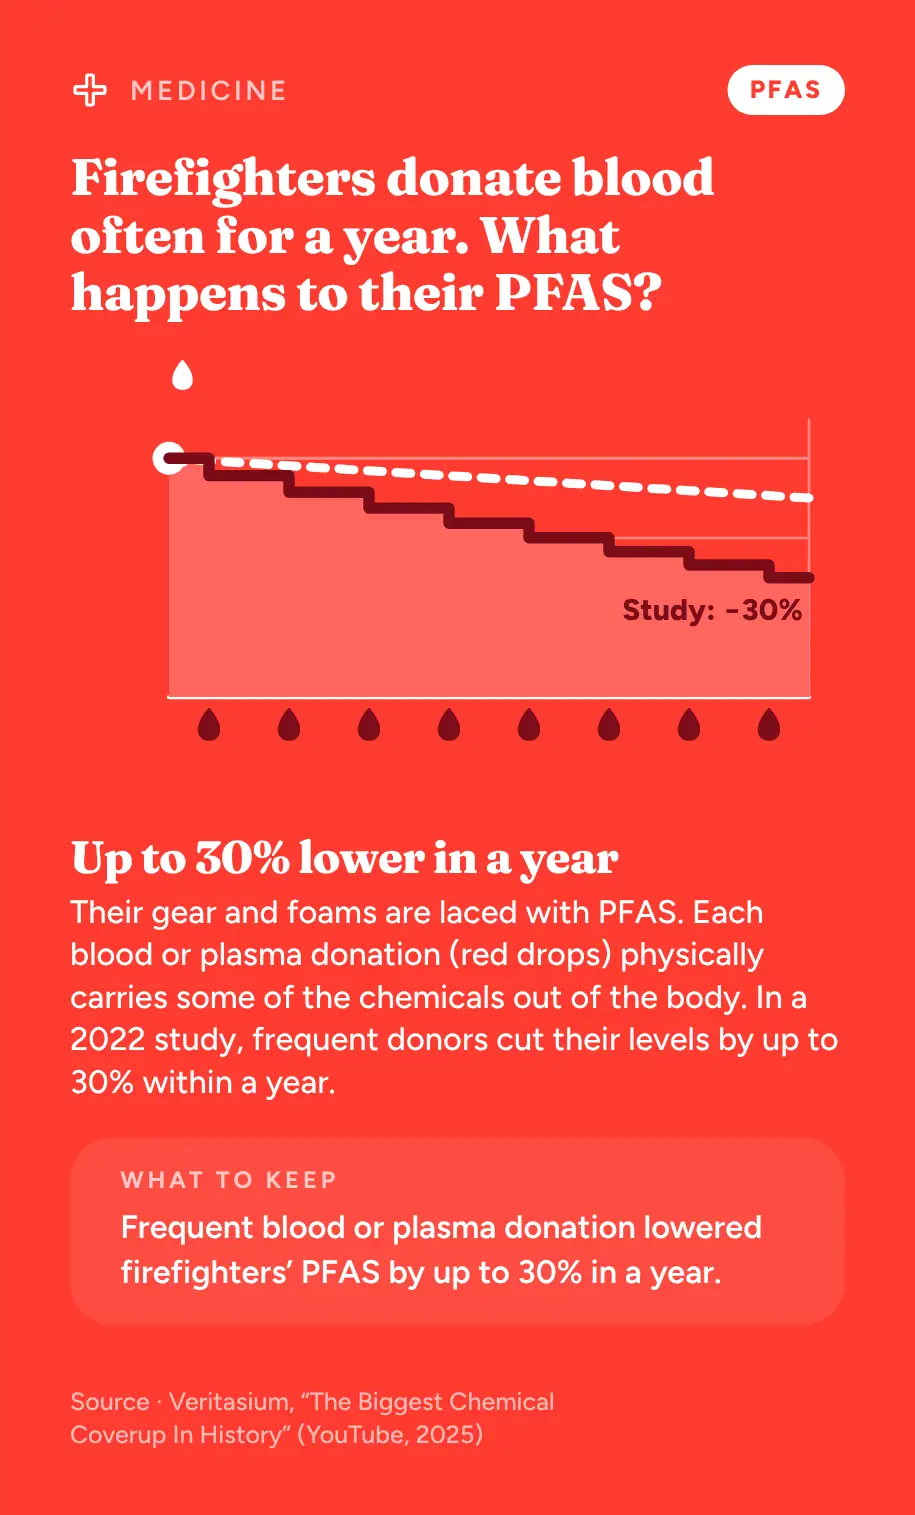 MEDICINE
PFAS
Firefighters donate blood
often for a year. What
happens to their PFAS?
Study: −30%
Up to 30% lower in a year
Their gear and foams are laced with PFAS. Each
blood or plasma donation (red drops) physically
carries some of the chemicals out of the body. In a
2022 study, frequent donors cut their levels by up to
30% within a year.
WHAT TO KEEP
Frequent blood or plasma donation lowered
firefighters’ PFAS by up to 30% in a year.
Source · Veritasium, “The Biggest Chemical
Coverup In History” (YouTube, 2025)